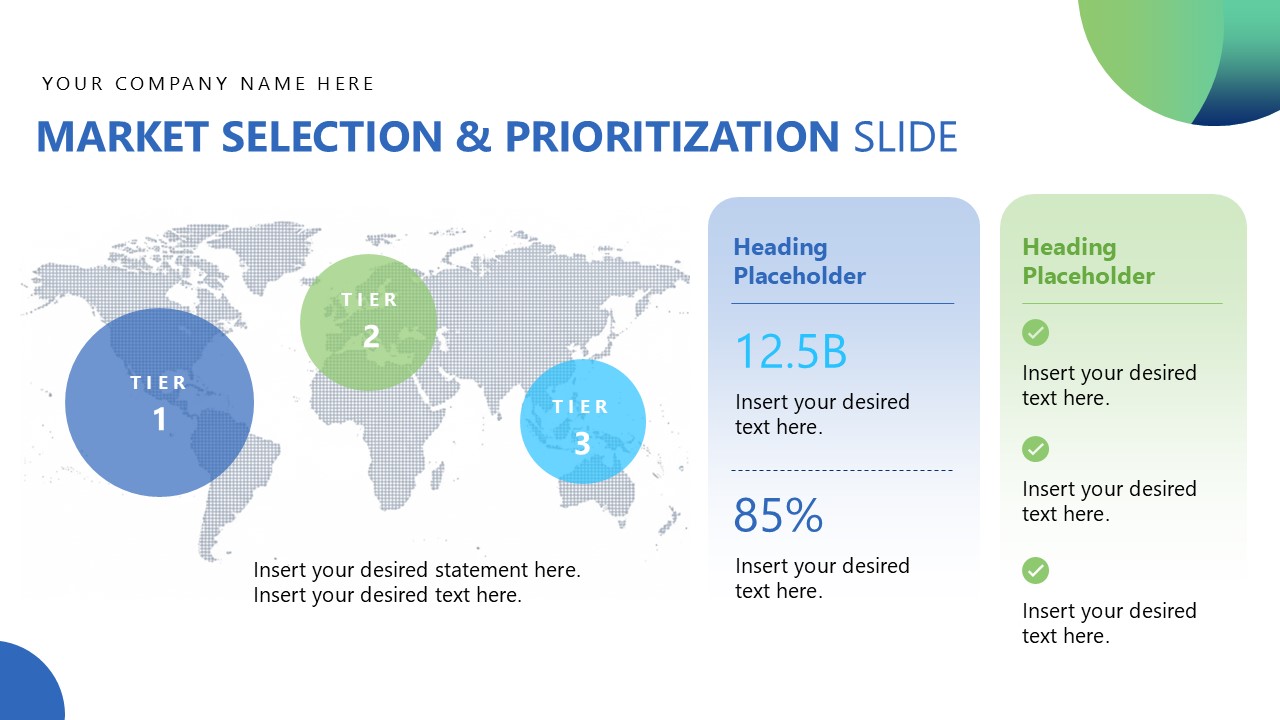 YOUR COMPANY NAME HERE
MARKET SELECTION & PRIORITIZATION SLIDE
TIER
1
TIER
2
TIER
3
Insert your desired statement here.
Insert your desired text here.
Heading
Placeholder
12.5B
Insert your desired
text here.
85%
Insert your desired
text here.
Heading
Placeholder
Insert your desired
text here.
Insert your desired
text here.
Insert your desired
text here.